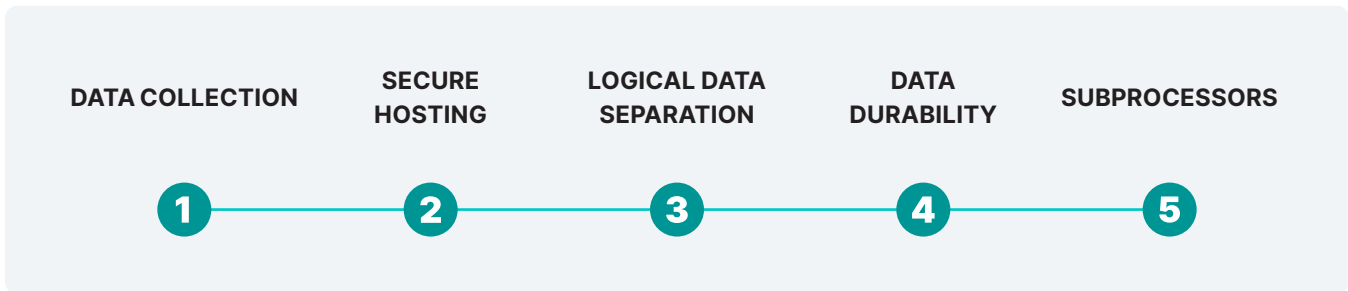 DATA COLLECTION
SECURE
HOSTING
LOGICAL DATA
SEPARATION
DATA
DURABILITY
SUBPROCESSORS
1
2
3
4
5